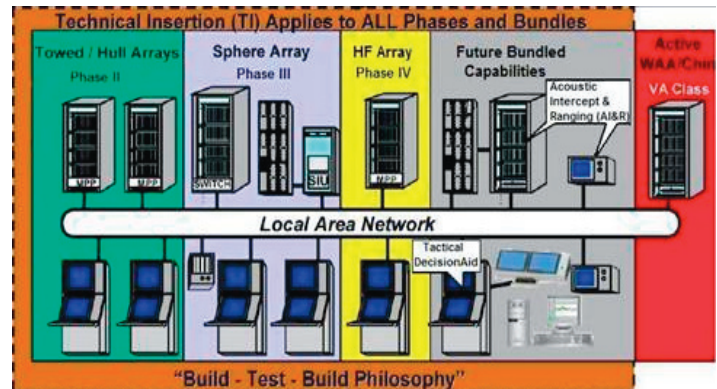 Technical Insertion (TI) Applies to ALL Phases and Bundles
Towed / Hull Arrays
Phase II
Sphere Array
Phase III
HF Array
Phase IV
Future Bundled
Capabilities
Active
WAA/Chin
VA Class
Acoustic
Intercept &
Ranging (AI&R)
MPP
MPP
SWITCH
SIU
MPP
Local Area Network
Tactical
DecisionAid
"Build - Test - Build Philosophy"